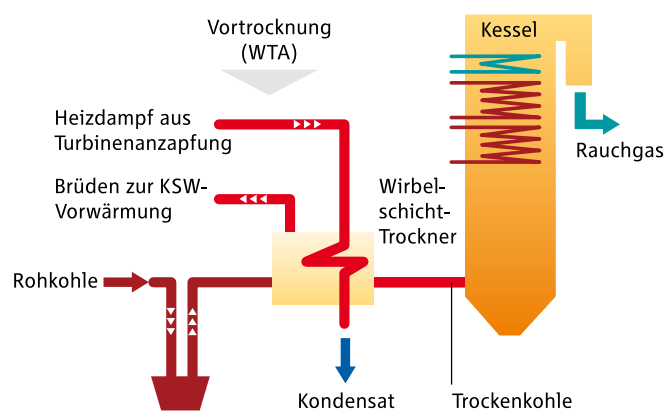 Vortrocknung
(WTA)
Kessel
Heizdampf aus
Turbinenanzapfung
Rauchgas
Brüden zur KSW-
Vorwärmung
Wirbel-
schicht-
Trockner
Rohkohle
Kondensat
Trockenkohle